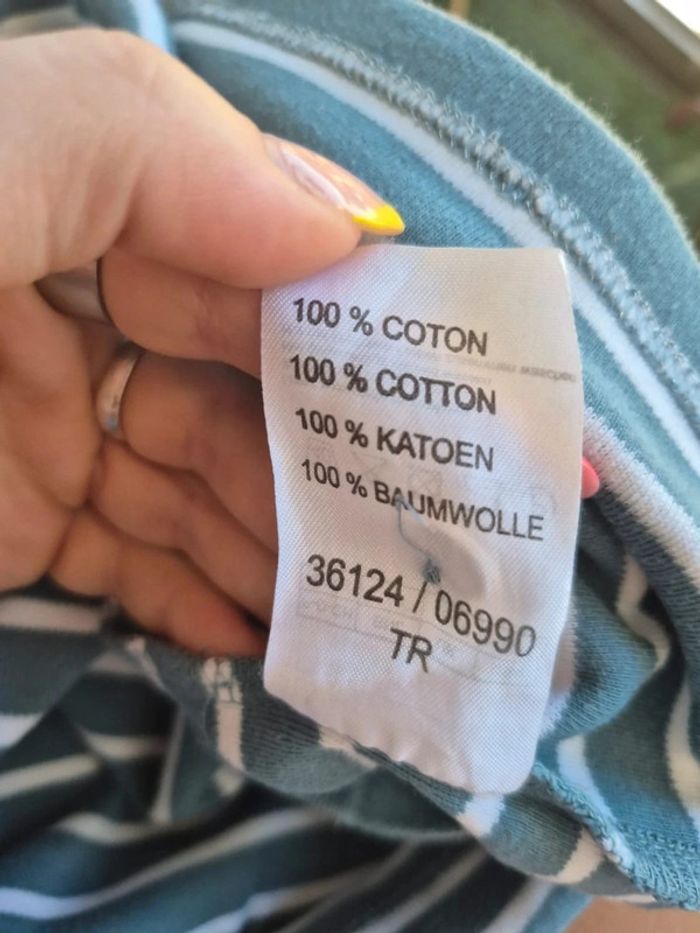 100 % COTON
100 % COTTON
100 % KATOEN
100 % BAUMWOLLE
36124 / 06990
TR